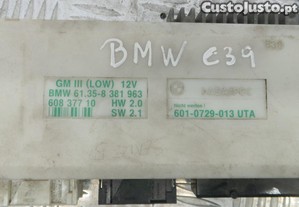 CustoJusto.pt
BMW e39
GM III (LOW) 12V
BMW 61.35-8 381 963
608 377 10 HW 2.0
SW 2.1
601-0729-013 UTA